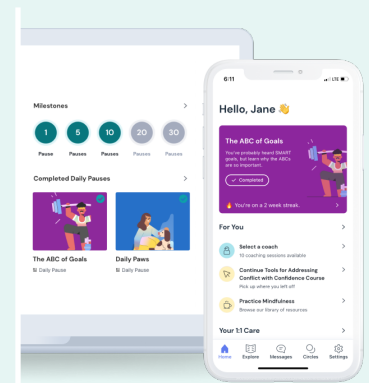 Milestones
1
5
10
20
30
Pause
Pauses
Pauses
Pauses
Pauses
Completed Daily Pauses
The ABC of Goals
Daily Pause
Daily Paws
Daily Pause
6:11
LTE
Hello, Jane 👋
The ABC of Goals
You've probably heard SMART
goals, but learn why the ABCs
are so important.
Completed
You're on a 2 week streak.
For You
Select a coach
10 coaching sessions available
Continue Tools for Addressing
Conflict with Confidence Course
Pick up where you left off
Practice Mindfulness
Browse our library of resources
Your 1:1 Care
Home
Explore
Messages
Circles
Settings